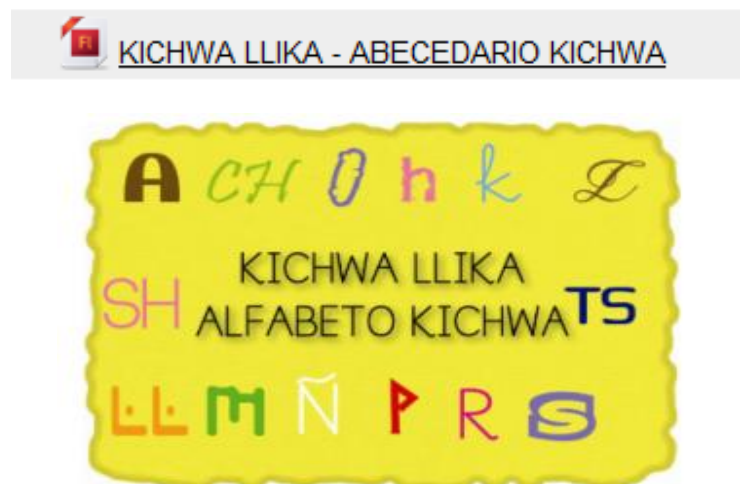 KICHWA LLIKA - ABECEDARIO KICHWA
A CH O h k L
KICHWA LLIKA
SH ALFABETO KICHWA TS
LL M Ñ P R S